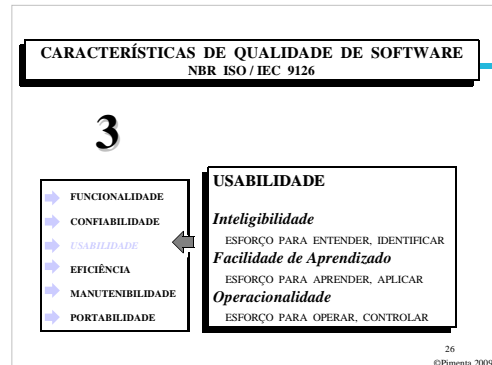 CARACTERÍSTICAS DE QUALIDADE DE SOFTWARE
NBR ISO / IEC 9126
3
FUNCIONALIDADE
CONFIABILIDADE
USABILIDADE
EFICIÊNCIA
MANUTENIBILIDADE
PORTABILIDADE
USABILIDADE
Inteligibilidade
ESFORÇO PARA ENTENDER, IDENTIFICAR
Facilidade de Aprendizado
ESFORÇO PARA APRENDER, APLICAR
Operacionalidade
ESFORÇO PARA OPERAR, CONTROLAR
26
©Pimenta 2009